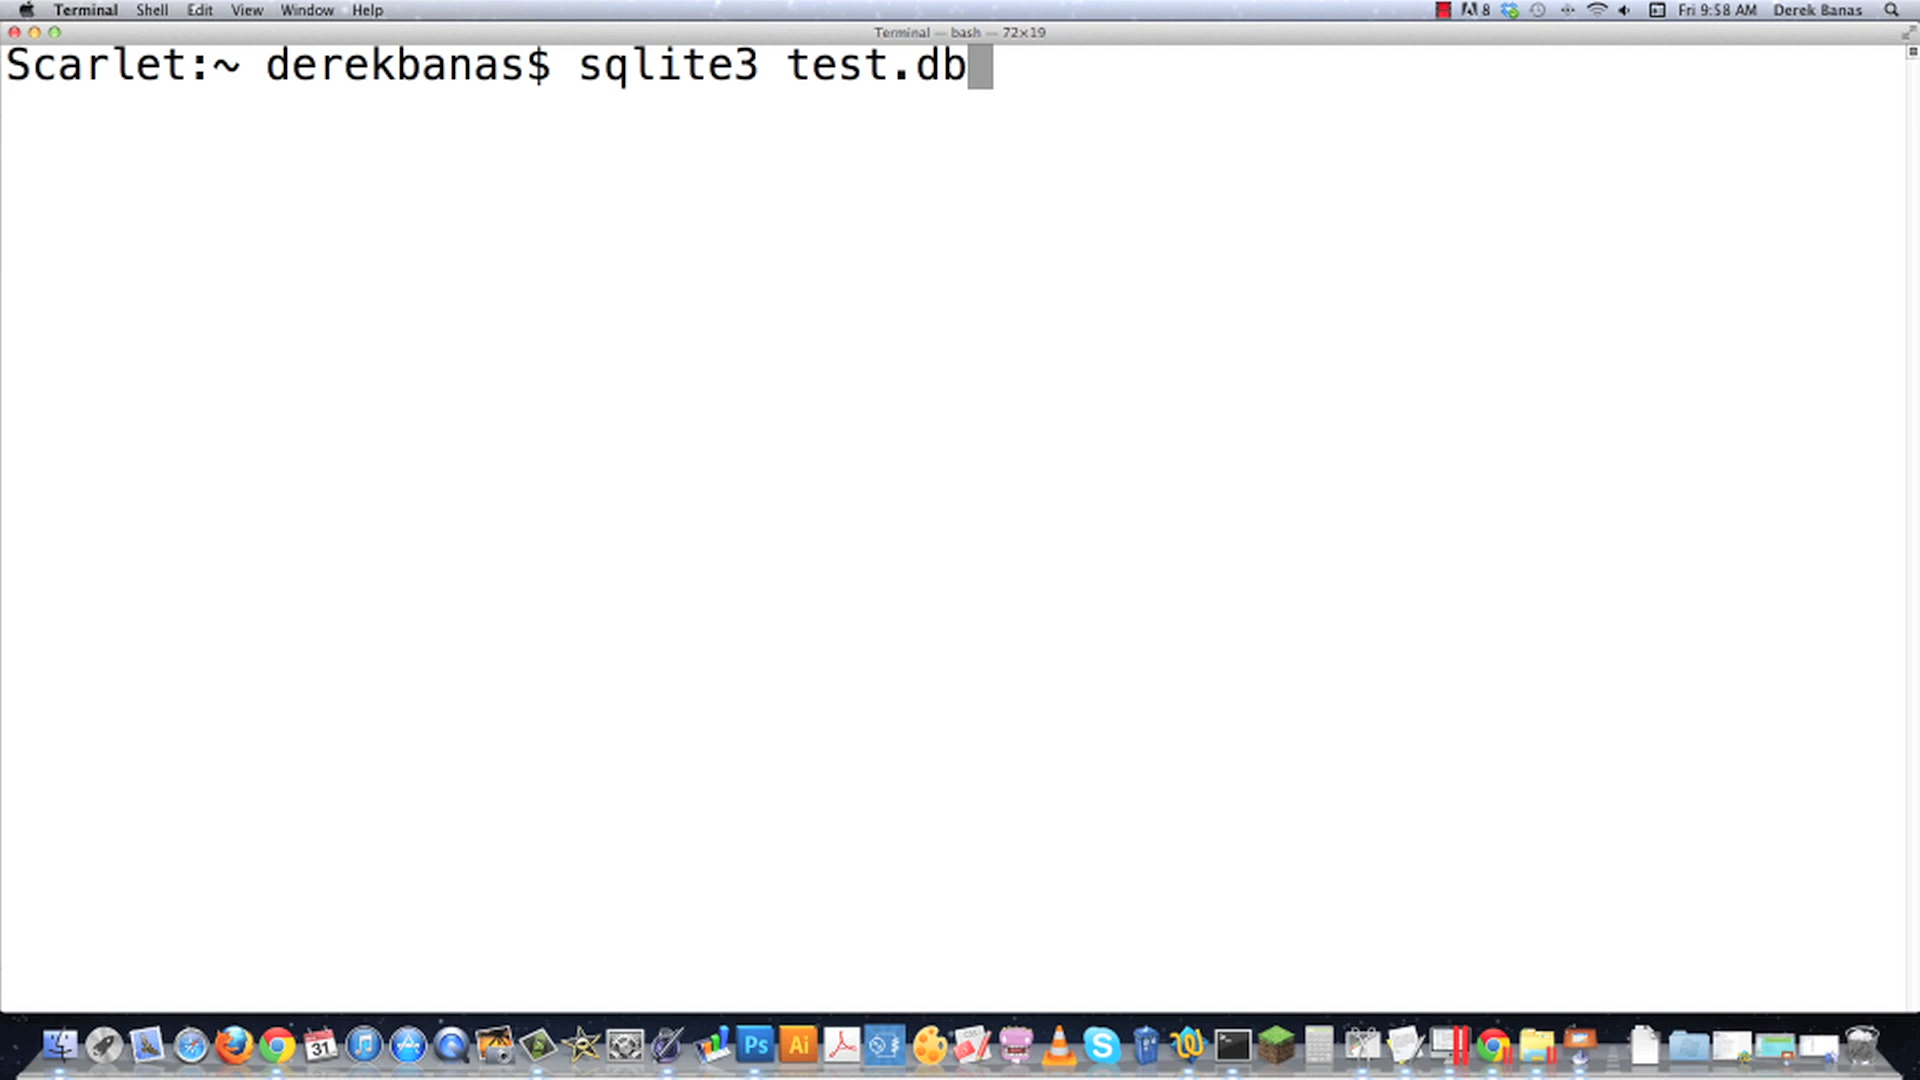 Terminal Shell Edit View Window Help
8 Fri 9:58 AM Derek Banas
Terminal — bash — 72×19
Scarlet:~ derekbanas$ sqlite3 test.db
31
Ps
Ai